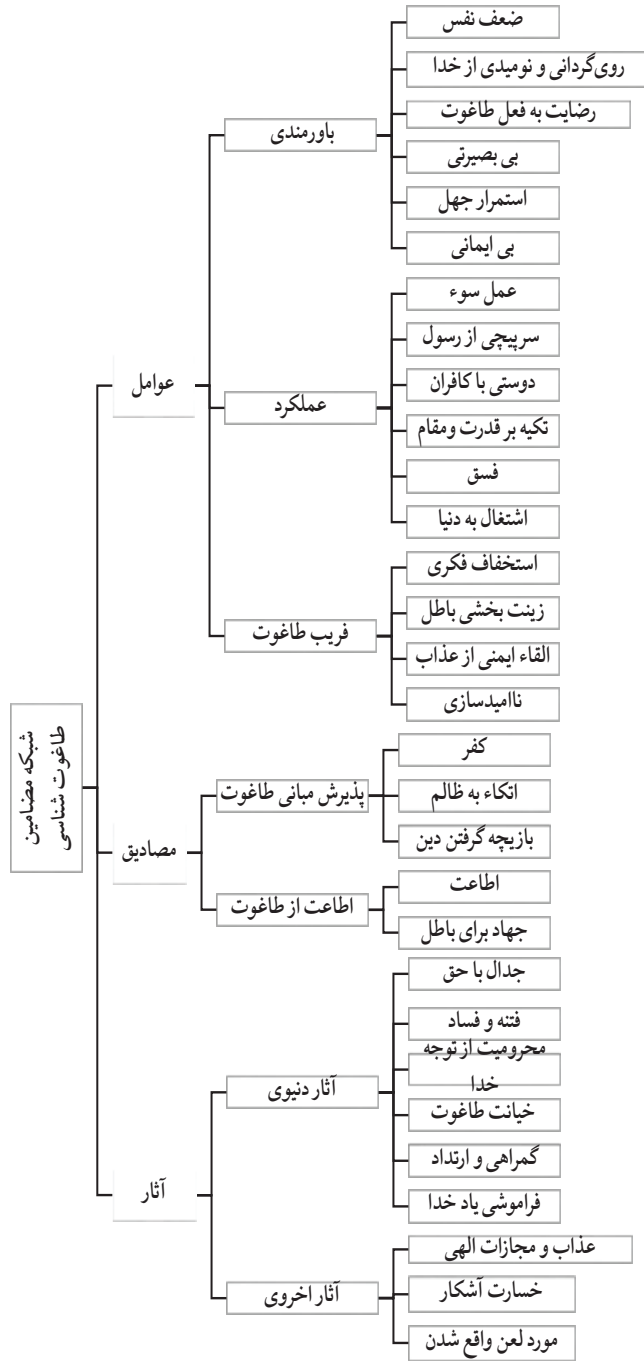 شبکه مضامین
طاغوت شناسی
عوامل
باورمندی
ضعف نفس
روی‌گردانی و نومیدی از خدا
رضایت به فعل طاغوت
بی بصیرتی
استمرار جهل
بی ایمانی
عملکرد
عمل سوء
سرپیچی از رسول
دوستی با کافران
تکیه بر قدرت ومقام
فسق
اشتغال به دنیا
فریب طاغوت
استخفاف فکری
زینت بخشی باطل
القاء ایمنی از عذاب
ناامیدسازی
مصادیق
پذیرش مبانی طاغوت
کفر
اتکاء به ظالم
بازیچه گرفتن دین
اطاعت از طاغوت
اطاعت
جهاد برای باطل
آثار
آثار دنیوی
جدال با حق
فتنه و فساد
محرومیت از توجه
خدا
خیانت طاغوت
گمراهی و ارتداد
فراموشی یاد خدا
آثار اخروی
عذاب و مجازات الهی
خسارت آشکار
مورد لعن واقع شدن